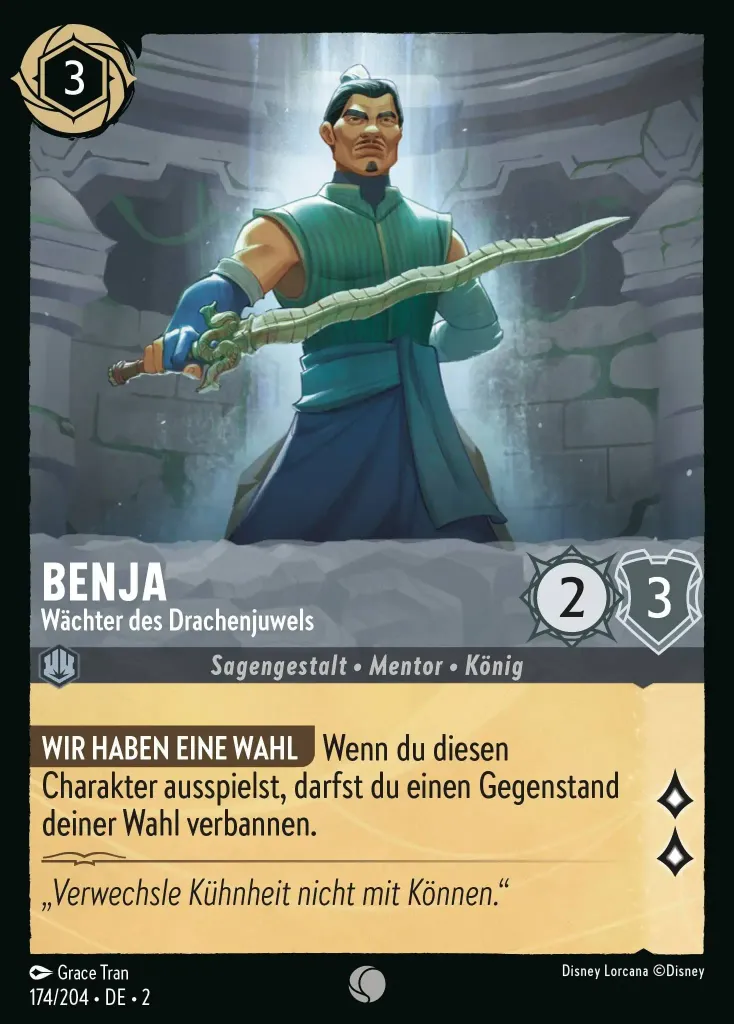 3
BENJA
Wächter des Drachenjuwels
2
3
Sagengestalt • Mentor • König
WIR HABEN EINE WAHL Wenn du diesen
Charakter ausspielst, darfst du einen Gegenstand
deiner Wahl verbannen.
„Verwechsle Kühnheit nicht mit Können.“
Grace Tran
Disney Lorcana ©Disney
174/204 • DE • 2